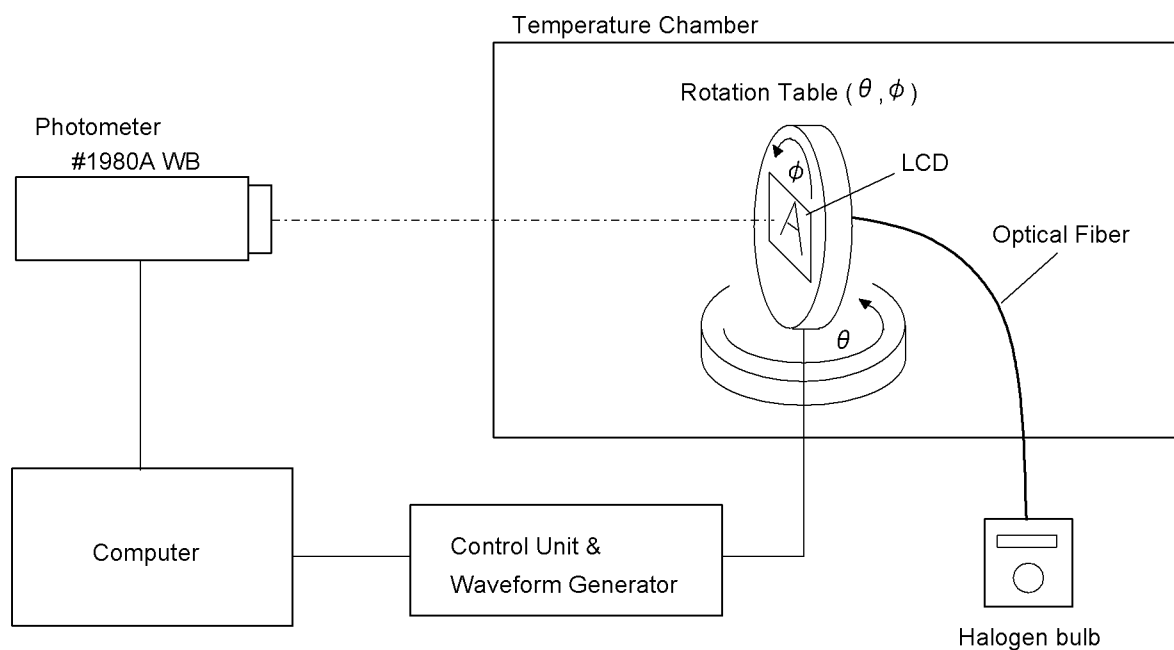 Temperature Chamber
Rotation Table ( θ , ϕ )
Photometer
#1980A WB
ϕ
LCD
A
Optical Fiber
θ
Computer
Control Unit &
Waveform Generator
Halogen bulb